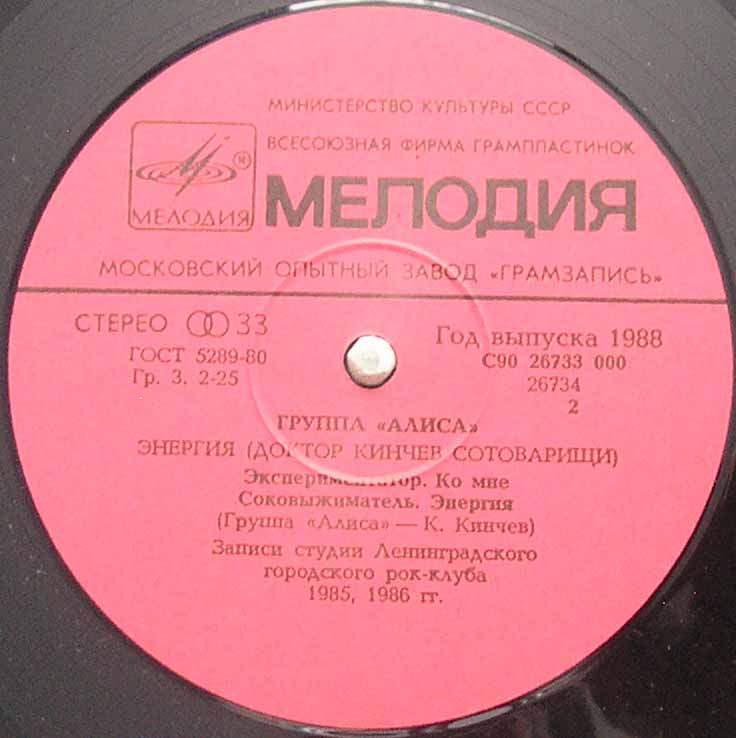 МИНИСТЕРСТВО КУЛЬТУРЫ СССР
ВСЕСОЮЗНАЯ ФИРМА ГРАМПЛАСТИНОК
®
МЕЛОДИЯ
МЕЛОДИЯ
МОСКОВСКИЙ ОПЫТНЫЙ ЗАВОД «ГРАМЗАПИСЬ»
СТЕРЕО 33
ГОСТ 5289-80
Гр. 3. 2-25
Год выпуска 1988
С90 26733 000
26734
2
ГРУППА «АЛИСА»
ЭНЕРГИЯ (ДОКТОР КИНЧЕВ СОТОВАРИЩИ)
Экспериментатор. Ко мне
Соковыжиматель. Энергия
(Группа «Алиса» — К. Кинчев)
Записи студии Ленинградского
городского рок-клуба
1985, 1986 гг.